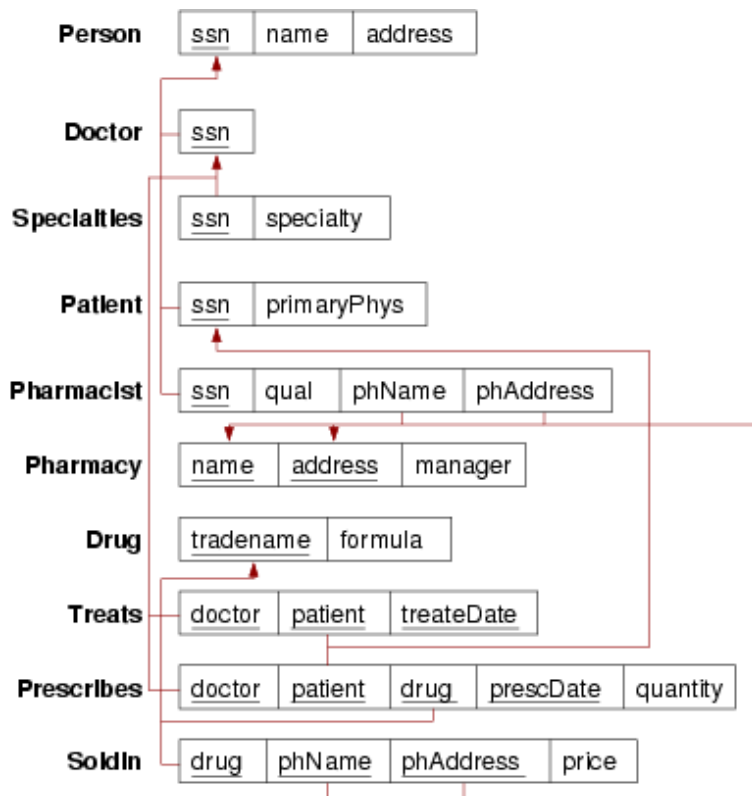 Person ssn name address
Doctor ssn
Specialties ssn specialty
Patient ssn primaryPhys
Pharmacist ssn qual phName phAddress
Pharmacy name address manager
Drug tradename formula
Treats doctor patient treateDate
Prescribes doctor patient drug prescDate quantity
SoldIn drug phName phAddress price